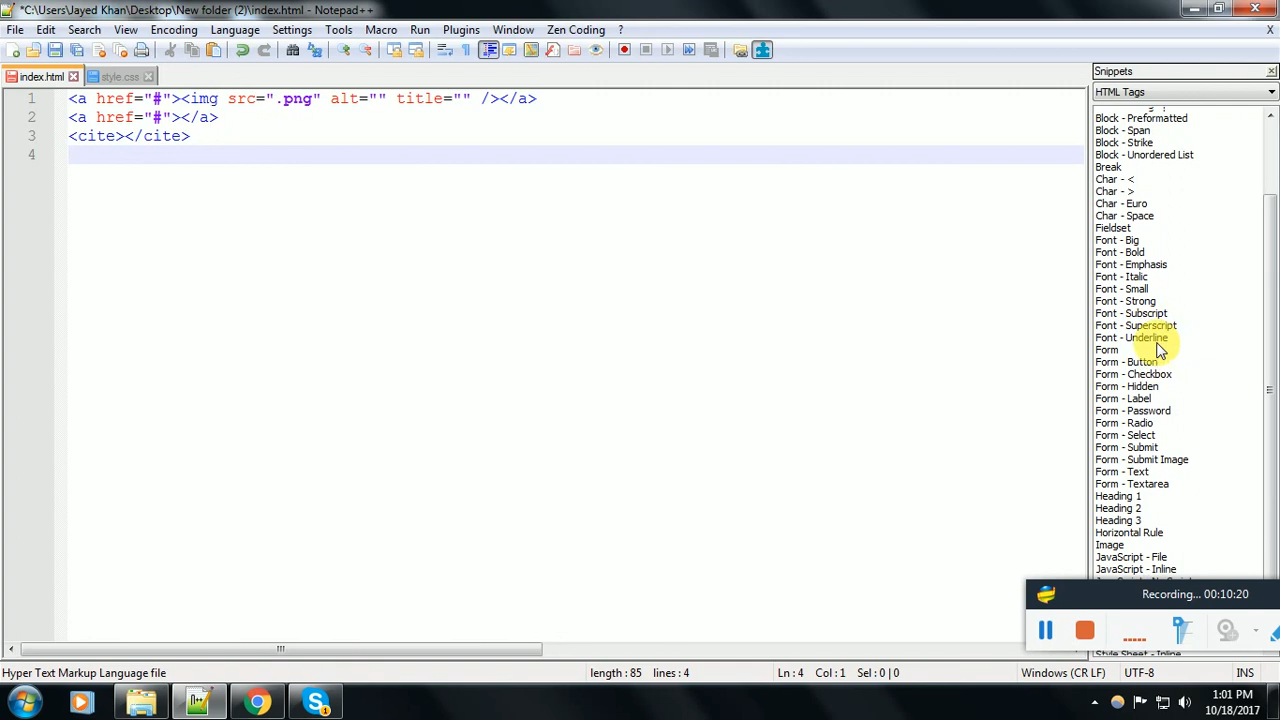 *C:\Users\Jayed Khan\Desktop\New folder (2)\index.html - Notepad++
File Edit Search View Encoding Language Settings Tools Macro Run Plugins Window Zen Coding ? X
index.html style.css
1 <a href="#"><img src=".png" alt="" title="" /></a>
2 <a href="#"></a>
3 <cite></cite>
4
Snippets
HTML Tags
Block - Preformatted
Block - Span
Block - Strike
Block - Unordered List
Break
Char - <
Char - >
Char - Euro
Char - Space
Fieldset
Font - Big
Font - Bold
Font - Emphasis
Font - Italic
Font - Small
Font - Strong
Font - Subscript
Font - Superscript
Font - Underline
Form
Form - Button
Form - Checkbox
Form - Hidden
Form - Label
Form - Password
Form - Radio
Form - Select
Form - Submit
Form - Submit Image
Form - Text
Form - Textarea
Heading 1
Heading 2
Heading 3
Horizontal Rule
Image
JavaScript - File
JavaScript - Inline
Recording... 00:10:20
Style Sheet - Inline
Hyper Text Markup Language file length : 85 lines : 4 Ln : 4 Col : 1 Sel : 0 | 0 Windows (CR LF) UTF-8 INS
1:01 PM
10/18/2017